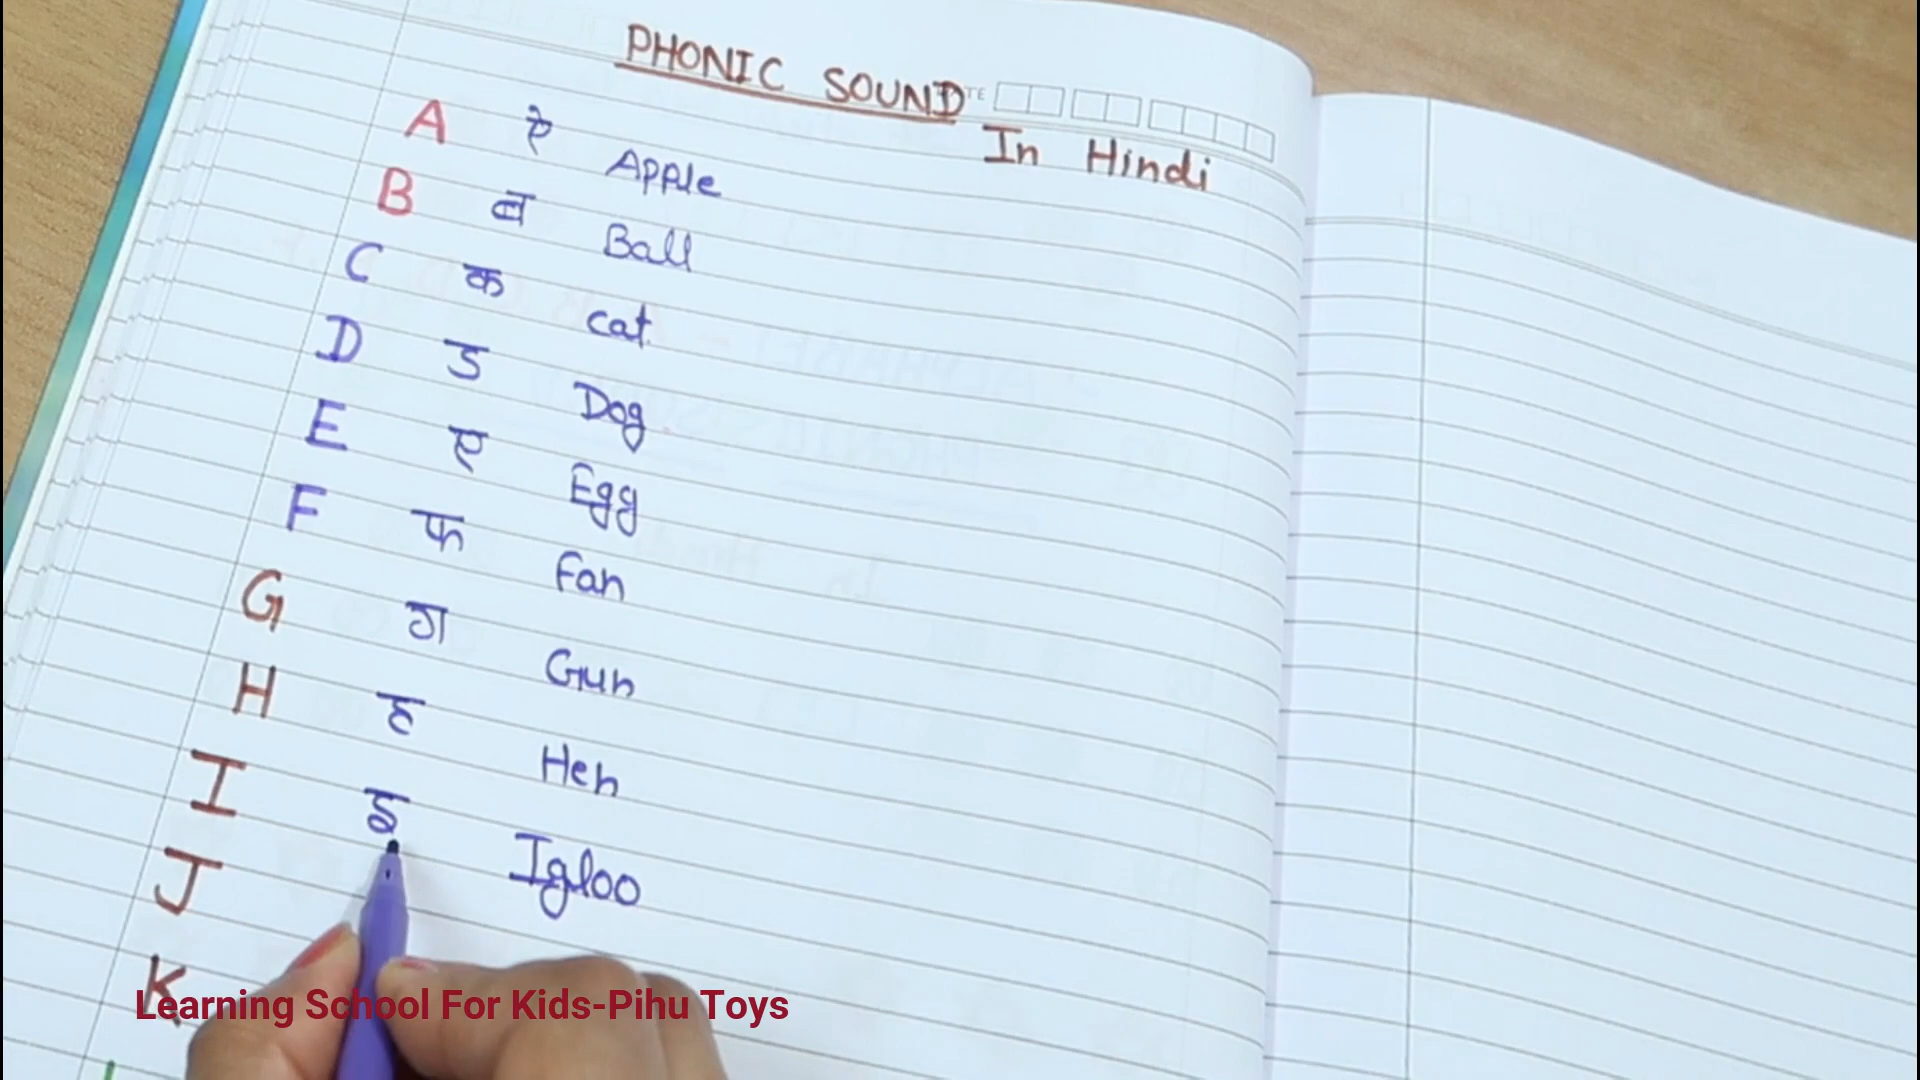 PHONIC SOUND
In Hindi
A ऐ Apple
B ब Ball
C क cat
D ड Dog
E ए Egg
F फ Fan
G ग Gun
H ह Hen
I इ Igloo
J
K
Learning School For Kids-Pihu Toys